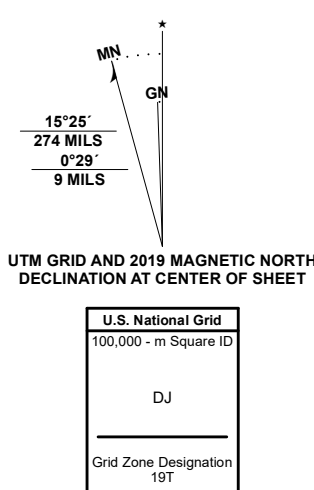 ★
MN
GN
15°25´
274 MILS
0°29´
9 MILS
UTM GRID AND 2019 MAGNETIC NORTH
DECLINATION AT CENTER OF SHEET
U.S. National Grid
100,000 - m Square ID
DJ
Grid Zone Designation
19T